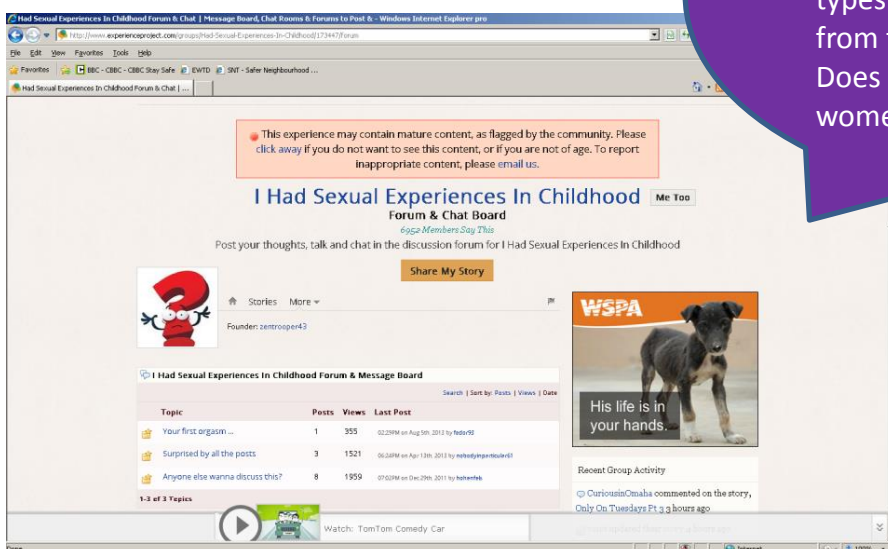 types
from
Does
Had Sexual Experiences In Childhood Forum & Chat | Message Board, Chat Rooms & Forums to Post & - Windows Internet Explorer pro
http://www.experienceproject.com/groups/Had-Sexual-Experiences-In-Childhood/173447/forum
File Edit View Favorites Tools Help
Favorites BBC - CBBC - CBBC Stay Safe EWTD SNT - Safer Neighbourhood ...
Had Sexual Experiences In Childhood Forum & Chat | ...
This experience may contain mature content, as flagged by the community. Please
click away if you do not want to see this content, or if you are not of age. To report
inappropriate content, please email us.
I Had Sexual Experiences In Childhood Me Too
Forum & Chat Board
6952 Members Say This
Post your thoughts, talk and chat in the discussion forum for I Had Sexual Experiences In Childhood
Share My Story
Stories More
Founder: zentrooper43
WSPA
His life is in
your hands.
I Had Sexual Experiences In Childhood Forum & Message Board
Search | Sort by: Posts | Views | Date
Topic Posts Views Last Post
Your first orgasm ... 1 355 02:29PM on Aug 5th, 2013 by fedor93
Surprised by all the posts 3 1521 06:24PM on Apr 13th, 2013 by nobodyinparticuler61
Anyone else wanna discuss this? 8 1959 07:02PM on Dec 29th, 2011 by
1-3 of 3 Topics
Recent Group Activity
CuriousinOmaha commented on the story,
Only On Tuesdays Pt 3 3 hours ago
Watch: TomTom Comedy Car
Done Internet 100%